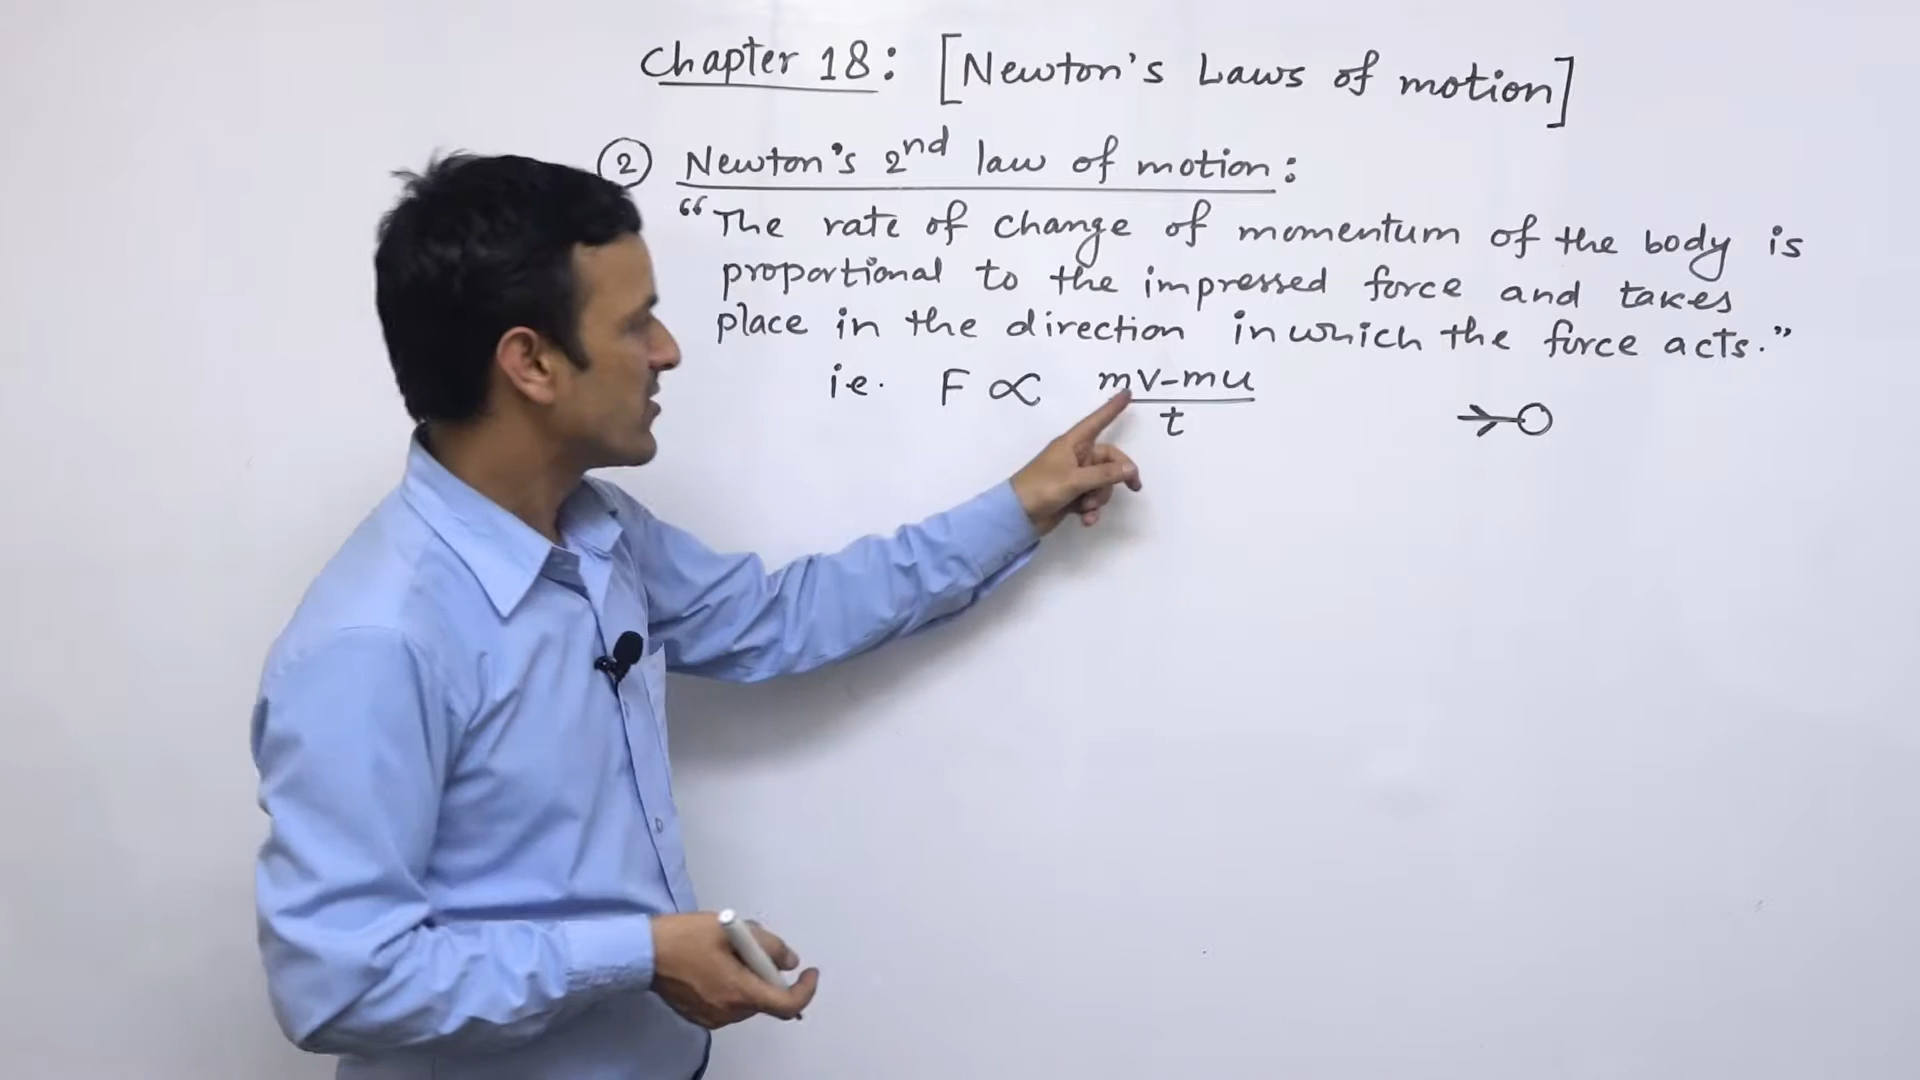 Chapter 18: [Newton's Laws of motion]
② Newton's 2nd law of motion:
“The rate of change of momentum of the body is
proportional to the impressed force and takes
place in the direction in which the force acts.”
ie. F ∝ mv-mu
t